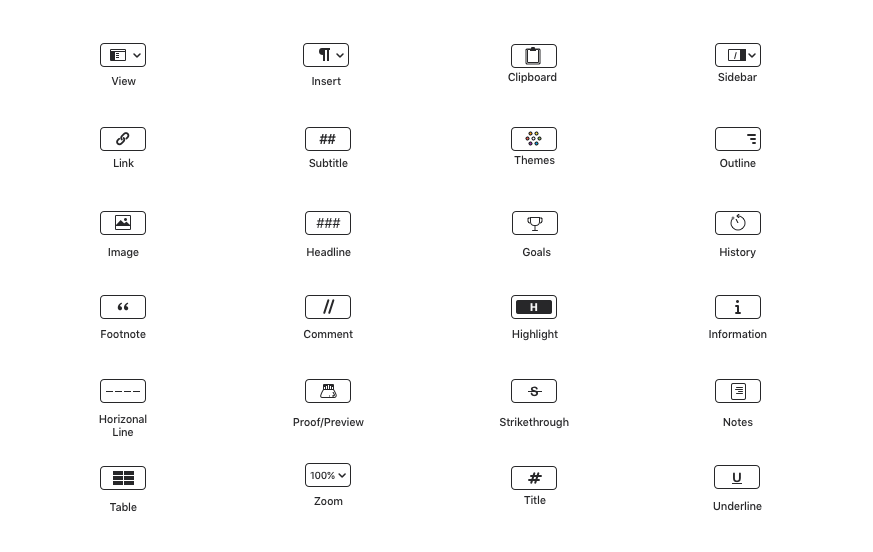 View
Insert
Clipboard
Sidebar
Link
##
Subtitle
Themes
Outline
Image
###
Headline
Goals
History
“
Footnote
//
Comment
H
Highlight
i
Information
Horizonal
Line
Proof/Preview
S
Strikethrough
Notes
Table
100%
Zoom
#
Title
U
Underline